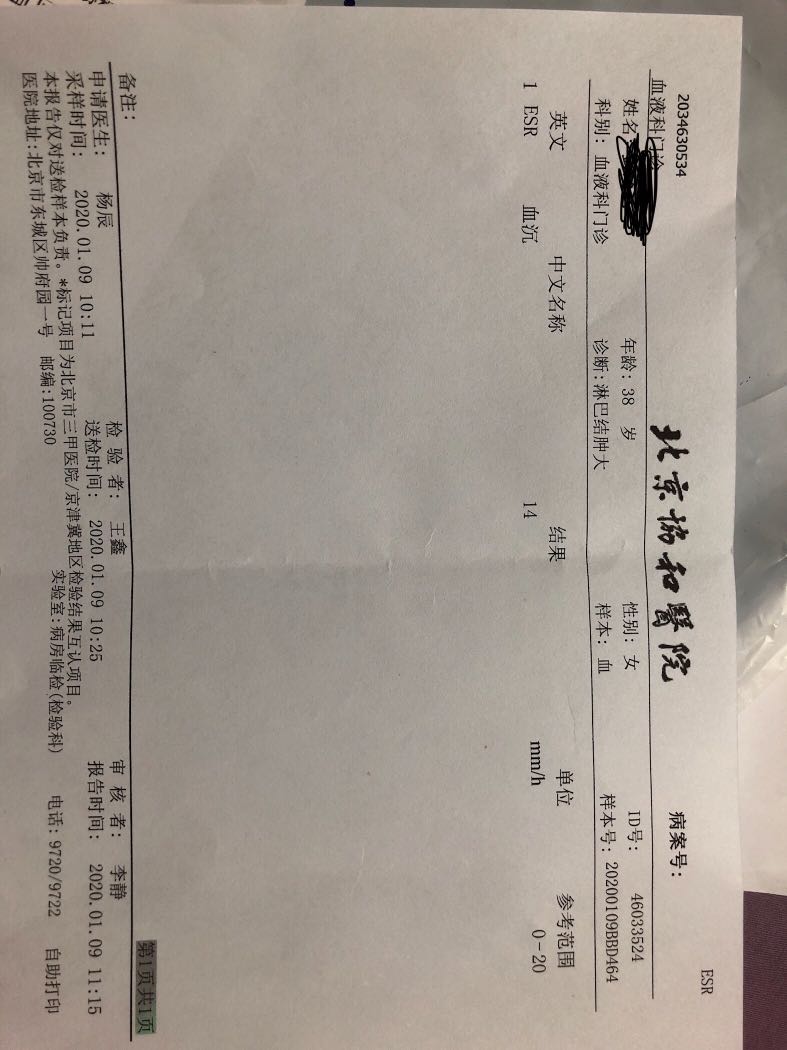 2034630534
ESR
北京協和醫院
病案号:
血液科门诊
姓名 年龄: 38 岁 性别: 女 ID号: 46033524
科别: 血液科门诊 诊断:淋巴结肿大 样本: 血 样本号: 20200109BBD464
英文 中文名称 结果 单位 参考范围
1 ESR 血沉 14 mm/h 0-20
第1页共1页
备注:
申请医生: 杨辰 检 验 者: 王鑫 审 核 者: 李静
采样时间: 2020.01.09 10:11 送检时间: 2020.01.09 10:25 报告时间: 2020.01.09 11:15
本报告仅对送检样本负责。*标记项目为北京市三甲医院/京津冀地区检验结果互认项目。
医院地址:北京市东城区帅府园一号 邮编:100730 实验室:病房临检(检验科) 电话: 9720/9722 自助打印